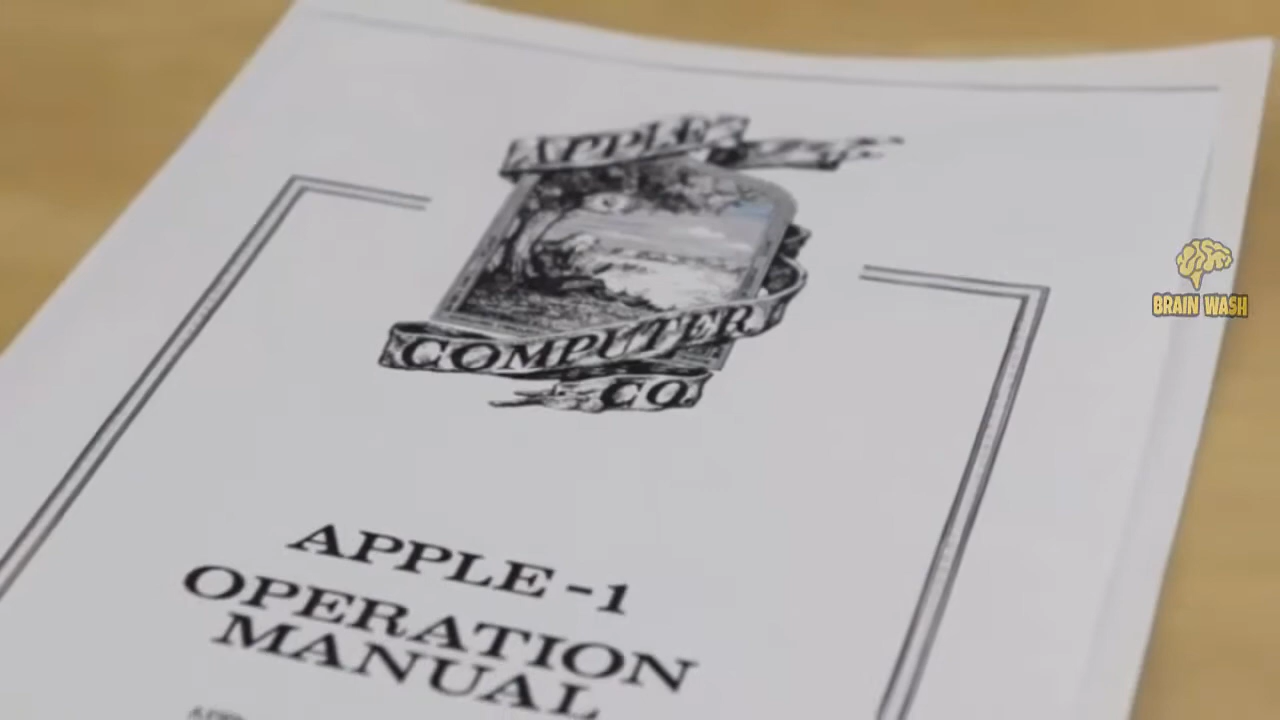 APPLE
COMPUTER
CO.
APPLE-1
OPERATION
MANUAL
BRAIN WASH